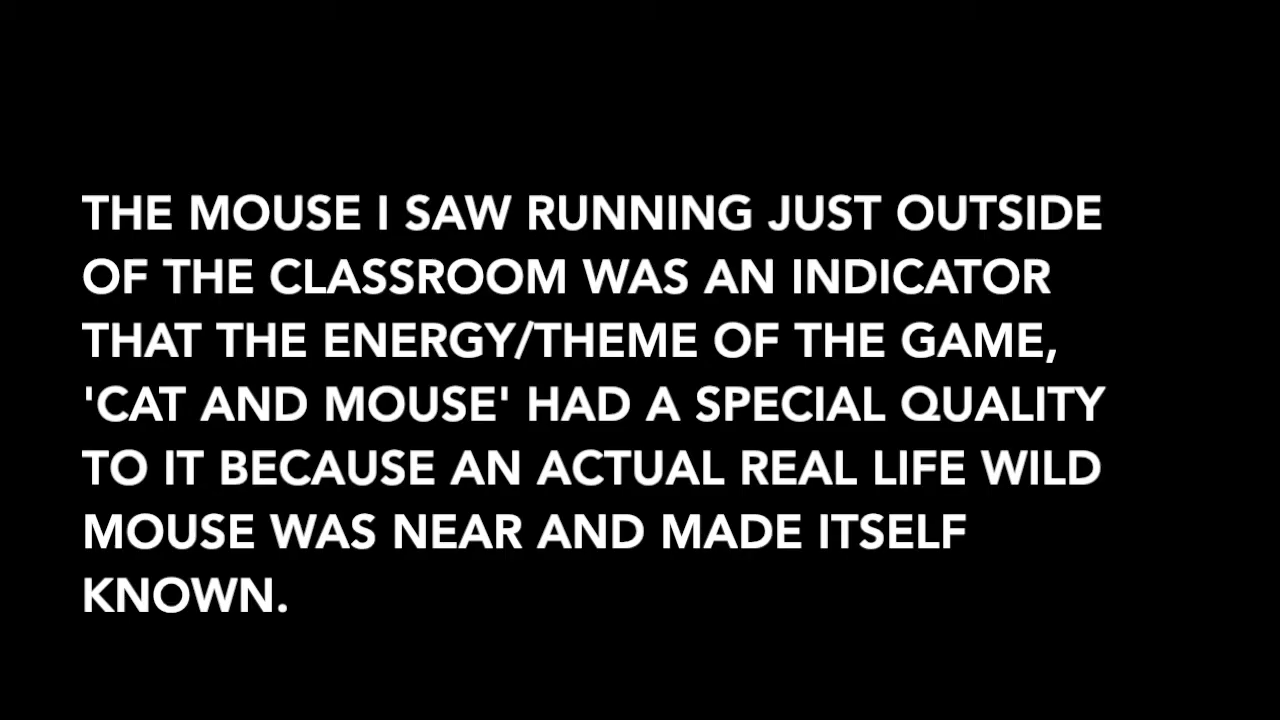 THE MOUSE I SAW RUNNING JUST OUTSIDE
OF THE CLASSROOM WAS AN INDICATOR
THAT THE ENERGY/THEME OF THE GAME,
'CAT AND MOUSE' HAD A SPECIAL QUALITY
TO IT BECAUSE AN ACTUAL REAL LIFE WILD
MOUSE WAS NEAR AND MADE ITSELF
KNOWN.